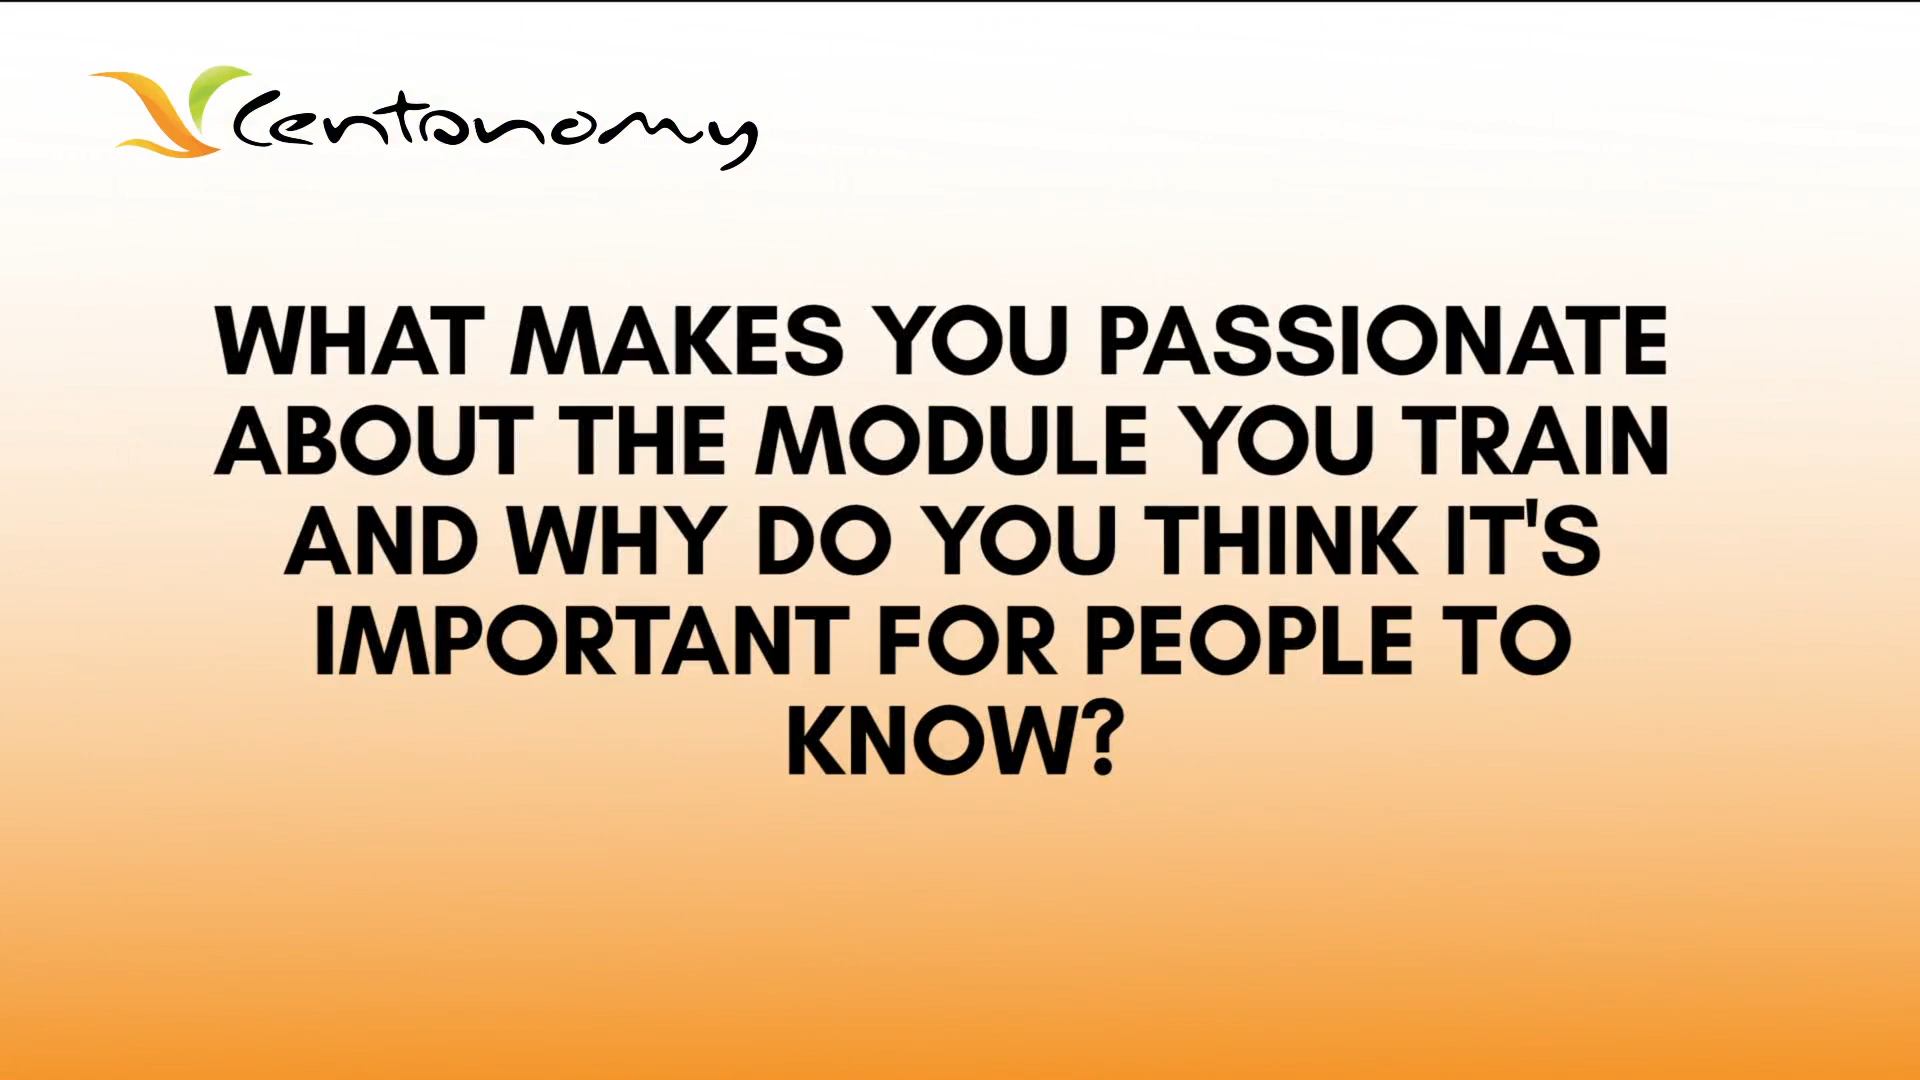 Centonomy
WHAT MAKES YOU PASSIONATE
ABOUT THE MODULE YOU TRAIN
AND WHY DO YOU THINK IT'S
IMPORTANT FOR PEOPLE TO
KNOW?